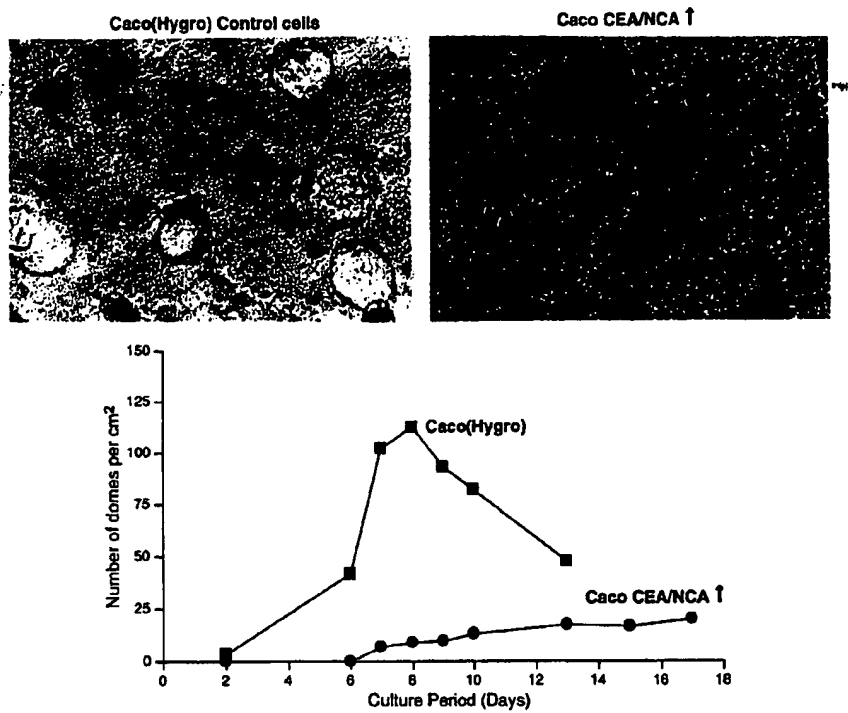 Caco(Hygro) Control cells
Caco CEA/NCA ↑
150
125
100
75
50
25
0
Number of domes per cm²
Caco(Hygro)
Caco CEA/NCA ↑
0 2 4 6 8 10 12 14 16 18
Culture Period (Days)